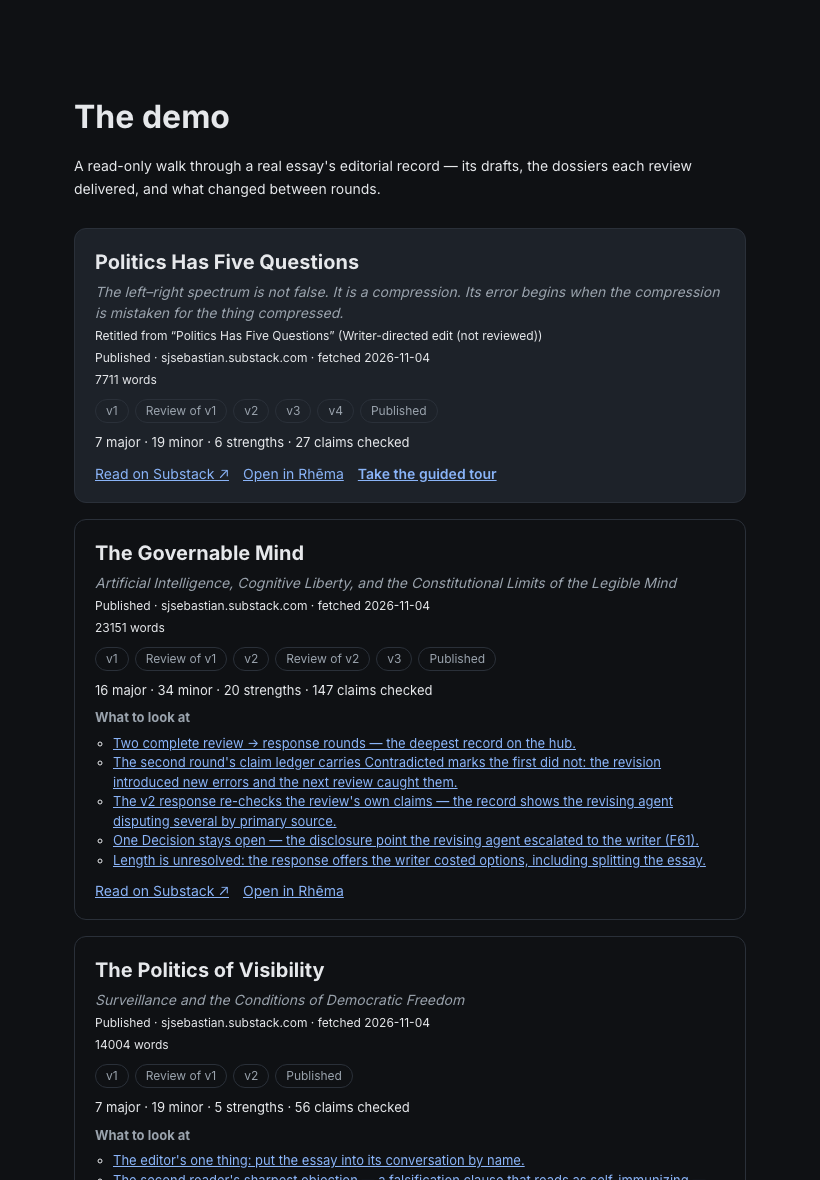 The demo
A read-only walk through a real essay's editorial record — its drafts, the dossiers each review
delivered, and what changed between rounds.
Politics Has Five Questions
The left–right spectrum is not false. It is a compression. Its error begins when the compression
is mistaken for the thing compressed.
Retitled from “Politics Has Five Questions” (Writer-directed edit (not reviewed))
Published · sjsebastian.substack.com · fetched 2026-11-04
7711 words
v1 Review of v1 v2 v3 v4 Published
7 major · 19 minor · 6 strengths · 27 claims checked
Read on Substack ↗ Open in Rhēma Take the guided tour
The Governable Mind
Artificial Intelligence, Cognitive Liberty, and the Constitutional Limits of the Legible Mind
Published · sjsebastian.substack.com · fetched 2026-11-04
23151 words
v1 Review of v1 v2 Review of v2 v3 Published
16 major · 34 minor · 20 strengths · 147 claims checked
What to look at
Two complete review → response rounds — the deepest record on the hub.
The second round's claim ledger carries Contradicted marks the first did not: the revision
introduced new errors and the next review caught them.
The v2 response re-checks the review's own claims — the record shows the revising agent
disputing several by primary source.
One Decision stays open — the disclosure point the revising agent escalated to the writer (F61).
Length is unresolved: the response offers the writer costed options, including splitting the essay.
Read on Substack ↗ Open in Rhēma
The Politics of Visibility
Surveillance and the Conditions of Democratic Freedom
Published · sjsebastian.substack.com · fetched 2026-11-04
14004 words
v1 Review of v1 v2 Published
7 major · 19 minor · 5 strengths · 56 claims checked
What to look at
The editor's one thing: put the essay into its conversation by name.
The second reader's sharpest objection — a falsification clause that reads as self-immunizing